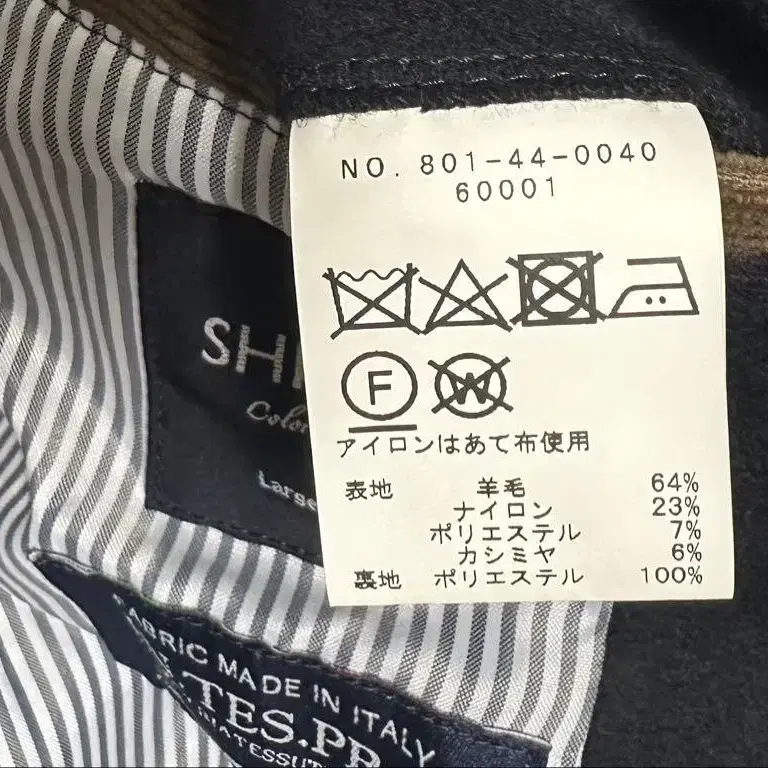 NO. 801-44-0040
60001
F
W
アイロンはあて布使用
表地 羊毛 64%
ナイロン 23%
ポリエステル 7%
カシミヤ 6%
裏地 ポリエステル 100%
SH
Color
Large
FABRIC MADE IN ITALY
TES.PR